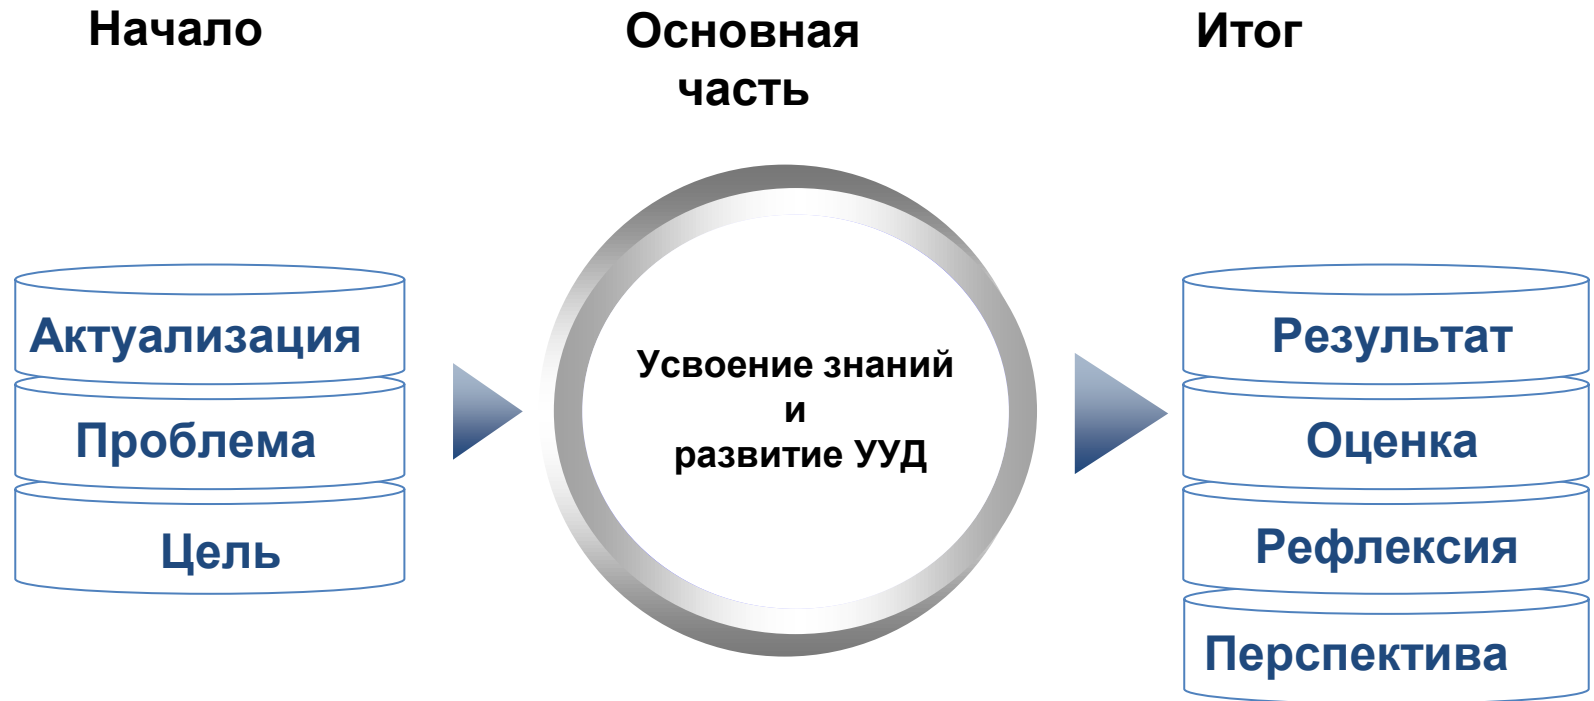 Начало
Основная
часть
Итог
Актуализация
Проблема
Цель
Усвоение знаний
и
развитие УУД
Результат
Оценка
Рефлексия
Перспектива